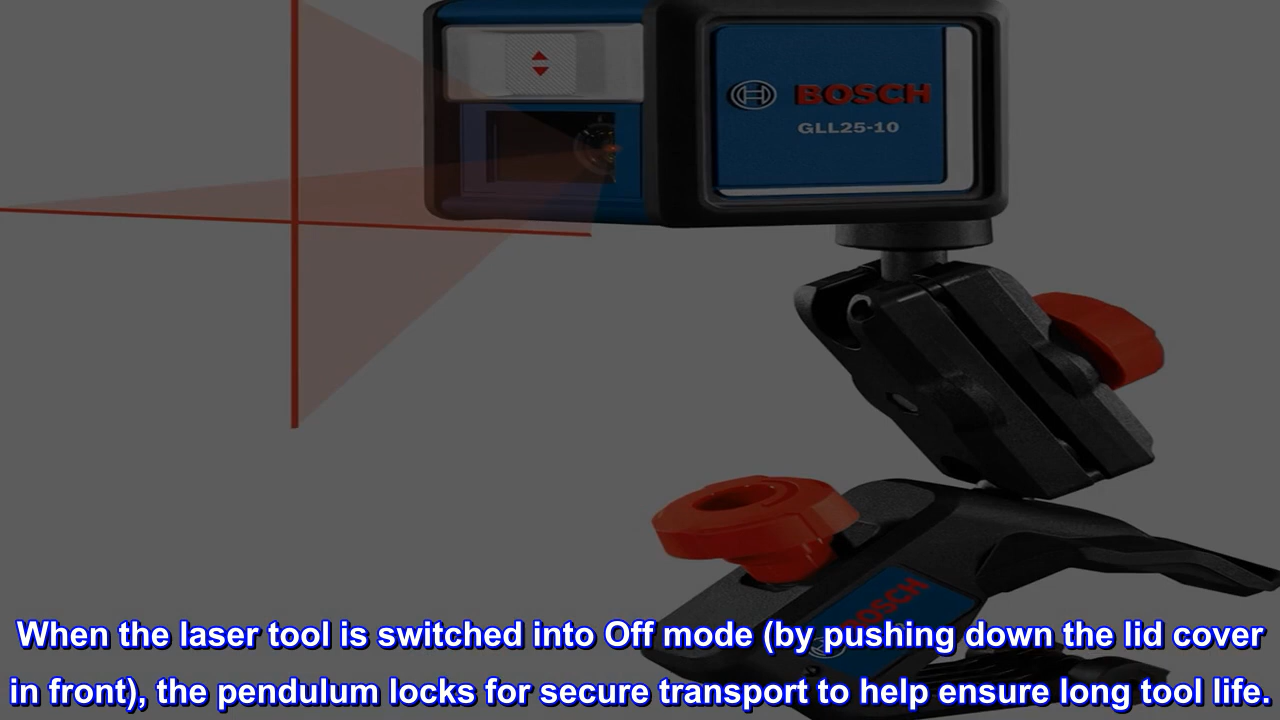 BOSCH
GLL25-10
BOSCH
When the laser tool is switched into Off mode (by pushing down the lid cover
in front), the pendulum locks for secure transport to help ensure long tool life.